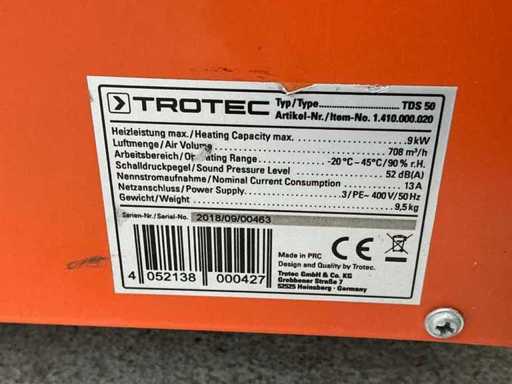 TROTEC
Typ/Type TDS 50
Artikel-Nr./Item-No. 1.410.000.020
Heizleistung max./Heating Capacity max. 9kW
Luftmenge/Air Volume 708 m³/h
Arbeitsbereich/Operating Range -20°C~45°C/90% r.H.
Schalldruckpegel/Sound Pressure Level 52 dB(A)
Nennstromaufnahme/Nominal Current Consumption 13A
Netzanschluss/Power Supply 3/PE~ 400V/50 Hz
Gewicht/Weight 9,5kg
Serien-Nr./Serial-No. 2018/09/00463
4 052138 000427
Made in PRC
Design and Quality by Trotec.
CE
Trotec GmbH & Co. KG
Grebbener Straße 7
52525 Heinsberg - Germany